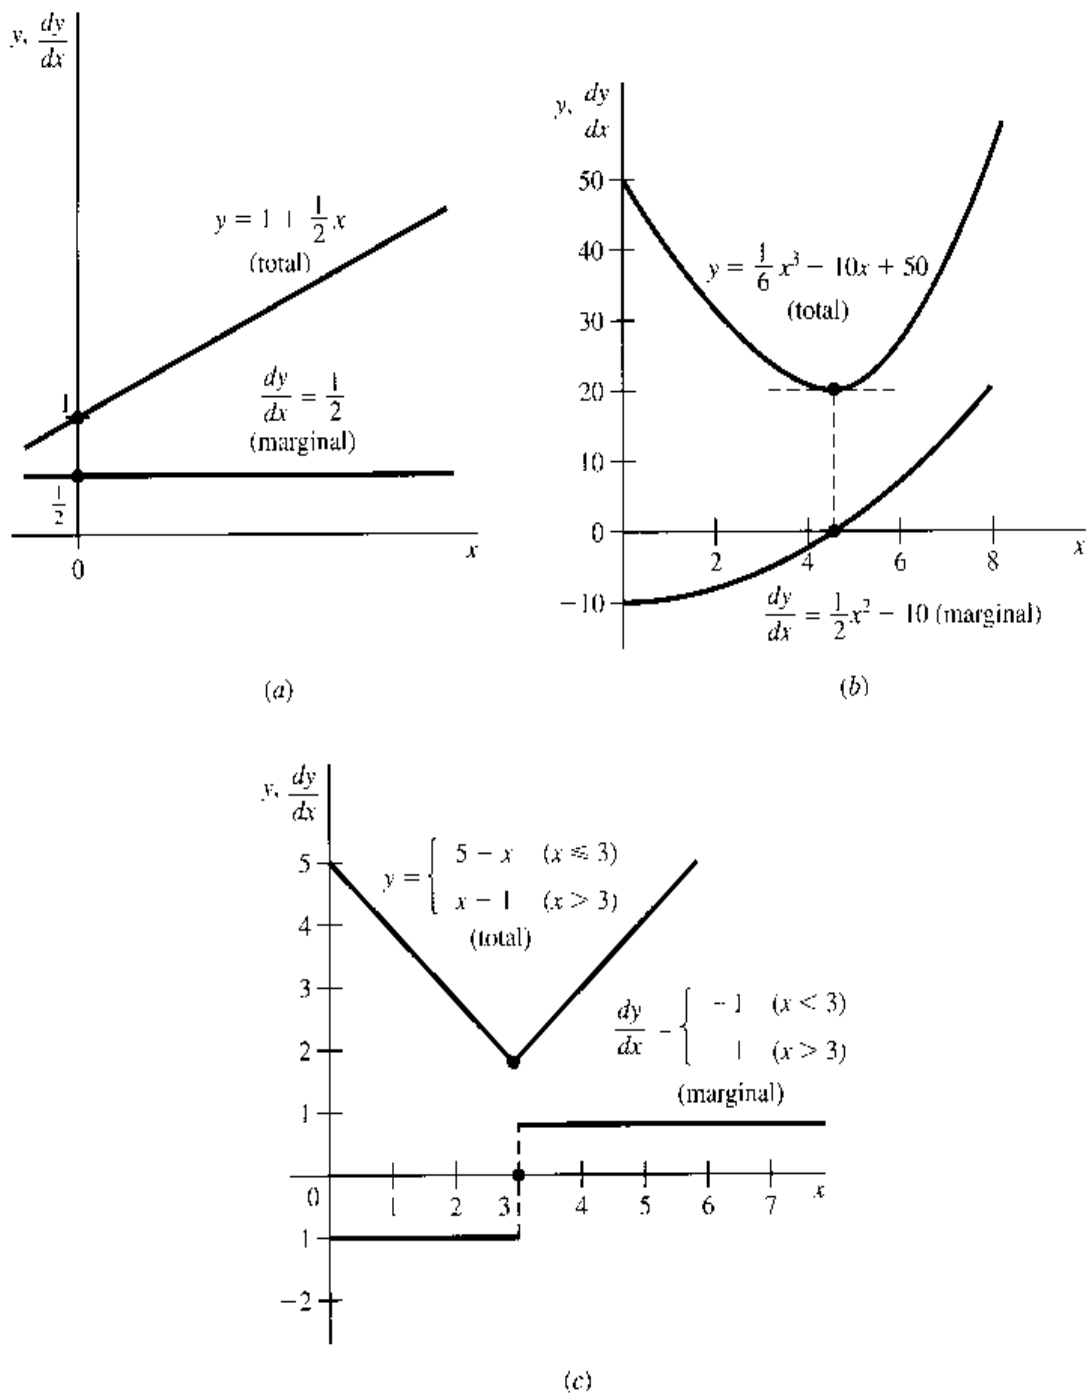 y, dy/dx
y = 1 + 1/2 x
(total)
1
dy/dx = 1/2
(marginal)
1/2
0
x
(a)
y, dy/dx
50
40
30
20
10
0
−10
y = 1/6 x³ − 10x + 50
(total)
2 4 6 8 x
dy/dx = 1/2 x² − 10 (marginal)
(b)
y, dy/dx
5
4
3
2
1
0
1
−2
y = { 5 − x (x ≤ 3)
x − 1 (x > 3)
(total)
dy/dx − { −1 (x < 3)
1 (x > 3)
(marginal)
1 2 3 4 5 6 7 x
(c)